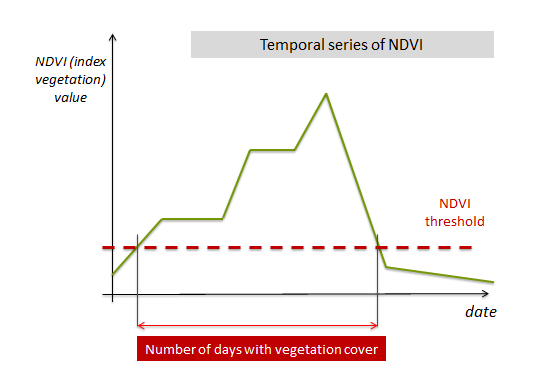 Temporal series of NDVI
NDVI (index
vegetation)
value
NDVI
threshold
date
Number of days with vegetation cover